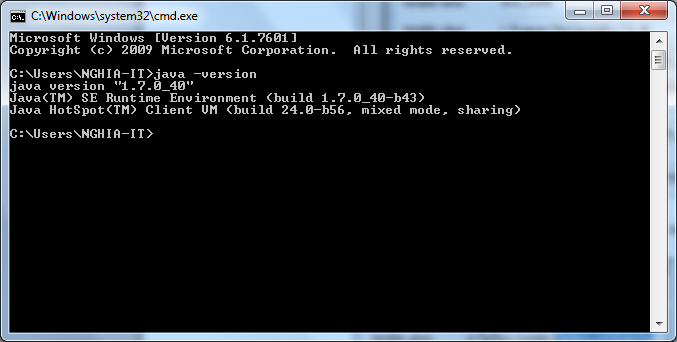 C:\Windows\system32\cmd.exe
Microsoft Windows [Version 6.1.7601]
Copyright (c) 2009 Microsoft Corporation.  All rights reserved.
C:\Users\NGHIA-IT>java -version
java version "1.7.0_40"
Java(TM) SE Runtime Environment (build 1.7.0_40-b43)
Java HotSpot(TM) Client VM (build 24.0-b56, mixed mode, sharing)
C:\Users\NGHIA-IT>